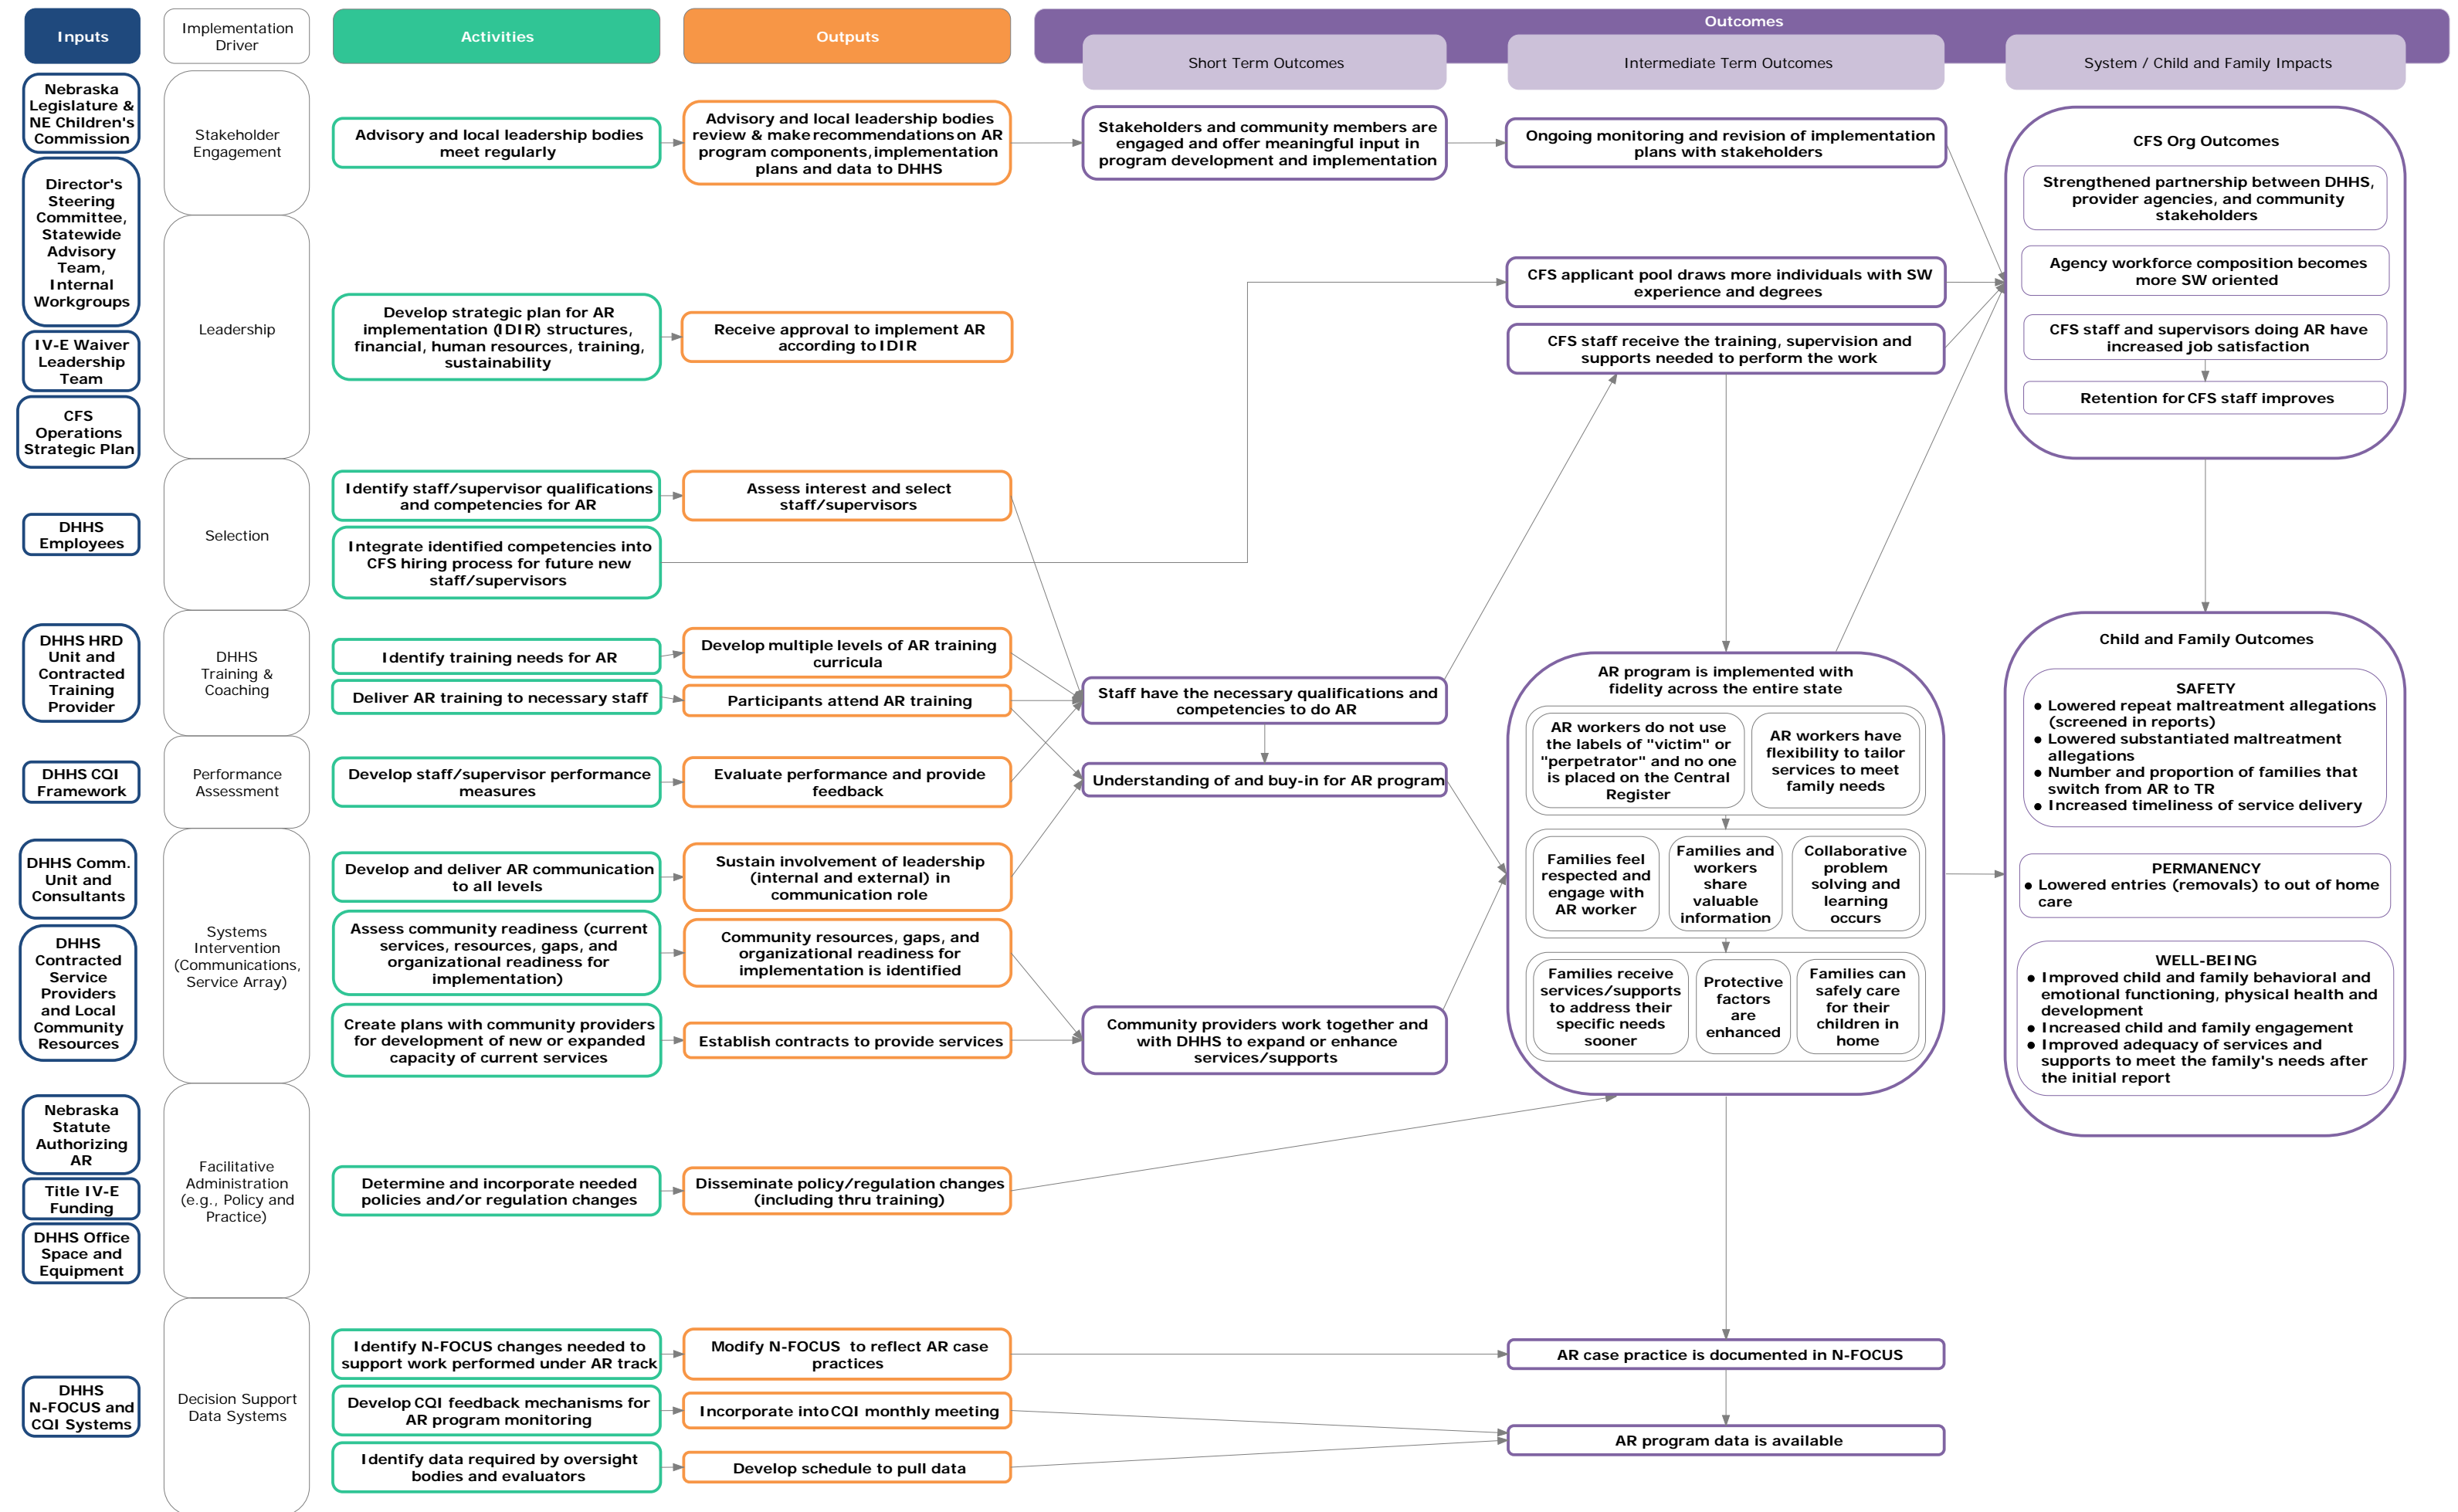 Inputs
Implementation
Driver
Activities
Outputs
Outcomes
Short Term Outcomes
Intermediate Term Outcomes
System / Child and Family Impacts
Nebraska
Legislature &
NE Children's
Commission
Director's
Steering
Committee,
Statewide
Advisory
Team,
Internal
Workgroups
IV-E Waiver
Leadership
Team
CFS
Operations
Strategic Plan
DHHS
Employees
DHHS HRD
Unit and
Contracted
Training
Provider
DHHS CQI
Framework
DHHS Comm.
Unit and
Consultants
DHHS
Contracted
Service
Providers
and Local
Community
Resources
Nebraska
Statute
Authorizing
AR
Title IV-E
Funding
DHHS Office
Space and
Equipment
DHHS
N-FOCUS and
CQI Systems
Stakeholder
Engagement
Leadership
Selection
DHHS
Training &
Coaching
Performance
Assessment
Systems
Intervention
(Communications,
Service Array)
Facilitative
Administration
(e.g., Policy and
Practice)
Decision Support
Data Systems
Advisory and local leadership bodies
meet regularly
Develop strategic plan for AR
implementation (IDIR) structures,
financial, human resources, training,
sustainability
Identify staff/supervisor qualifications
and competencies for AR
Integrate identified competencies into
CFS hiring process for future new
staff/supervisors
Identify training needs for AR
Deliver AR training to necessary staff
Develop staff/supervisor performance
measures
Develop and deliver AR communication
to all levels
Assess community readiness (current
services, resources, gaps, and
organizational readiness for
implementation)
Create plans with community providers
for development of new or expanded
capacity of current services
Determine and incorporate needed
policies and/or regulation changes
Identify N-FOCUS changes needed to
support work performed under AR track
Develop CQI feedback mechanisms for
AR program monitoring
Identify data required by oversight
bodies and evaluators
Advisory and local leadership bodies
review & make recommendations on AR
program components, implementation
plans and data to DHHS
Receive approval to implement AR
according to IDIR
Assess interest and select
staff/supervisors
Develop multiple levels of AR training
curricula
Participants attend AR training
Evaluate performance and provide
feedback
Sustain involvement of leadership
(internal and external) in
communication role
Community resources, gaps, and
organizational readiness for
implementation is identified
Establish contracts to provide services
Disseminate policy/regulation changes
(including thru training)
Modify N-FOCUS to reflect AR case
practices
Incorporate into CQI monthly meeting
Develop schedule to pull data
Stakeholders and community members are
engaged and offer meaningful input in
program development and implementation
Staff have the necessary qualifications and
competencies to do AR
Understanding of and buy-in for AR program
Community providers work together and
with DHHS to expand or enhance
services/supports
Ongoing monitoring and revision of implementation
plans with stakeholders
CFS applicant pool draws more individuals with SW
experience and degrees
CFS staff receive the training, supervision and
supports needed to perform the work
AR program is implemented with
fidelity across the entire state
AR workers do not use
the labels of "victim" or
"perpetrator" and no one
is placed on the Central
Register
AR workers have
flexibility to tailor
services to meet
family needs
Families feel
respected and
engage with
AR worker
Families and
workers
share
valuable
information
Collaborative
problem
solving and
learning
occurs
Families receive
services/supports
to address their
specific needs
sooner
Protective
factors
are
enhanced
Families can
safely care
for their
children in
home
AR case practice is documented in N-FOCUS
AR program data is available
CFS Org Outcomes
Strengthened partnership between DHHS,
provider agencies, and community
stakeholders
Agency workforce composition becomes
more SW oriented
CFS staff and supervisors doing AR have
increased job satisfaction
Retention for CFS staff improves
Child and Family Outcomes
SAFETY
● Lowered repeat maltreatment allegations
(screened in reports)
● Lowered substantiated maltreatment
allegations
● Number and proportion of families that
switch from AR to TR
● Increased timeliness of service delivery
PERMANENCY
● Lowered entries (removals) to out of home
care
WELL-BEING
● Improved child and family behavioral and
emotional functioning, physical health and
development
● Increased child and family engagement
● Improved adequacy of services and
supports to meet the family's needs after
the initial report